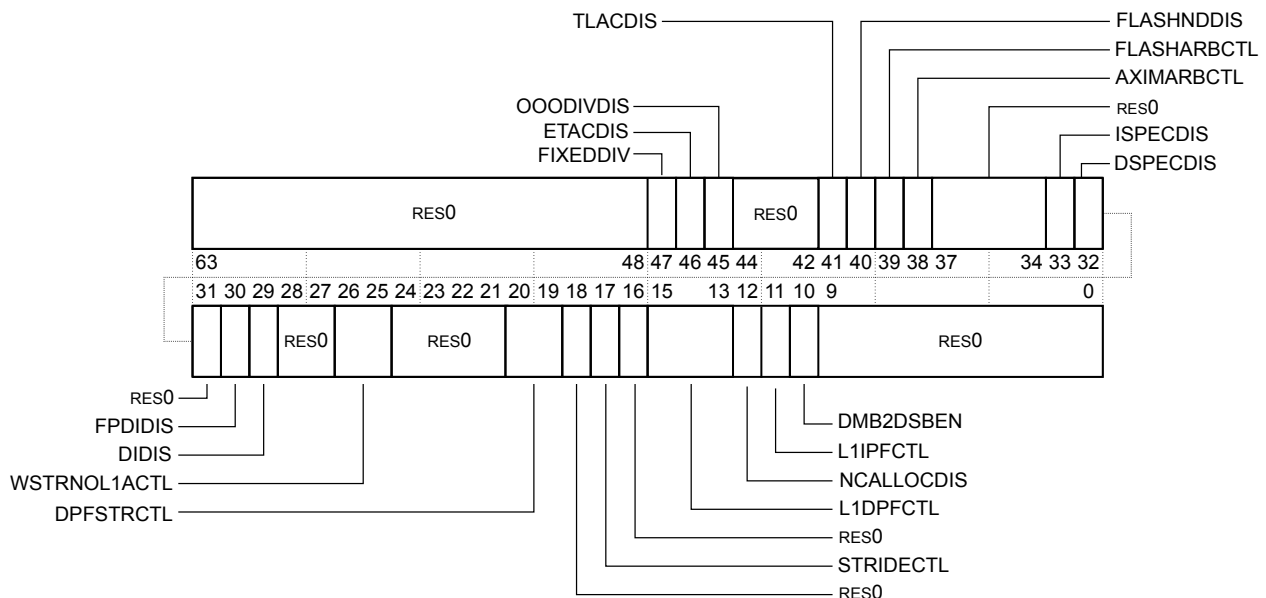 TLACDIS
FLASHNDDIS
FLASHARBCTL
AXIMARBCTL
OOODIVDIS
RES0
ETACDIS
ISPECDIS
FIXEDDIV
DSPECDIS
RES0 RES0
63 48 47 46 45 44 42 41 40 39 38 37 34 33 32
31 30 29 28 27 26 25 24 23 22 21 20 19 18 17 16 15 13 12 11 10 9 0
RES0 RES0 RES0
RES0
FPDIDIS
DMB2DSBEN
DIDIS
L1IPFCTL
WSTRNOL1ACTL
NCALLOCDIS
DPFSTRCTL
L1DPFCTL
RES0
STRIDECTL
RES0